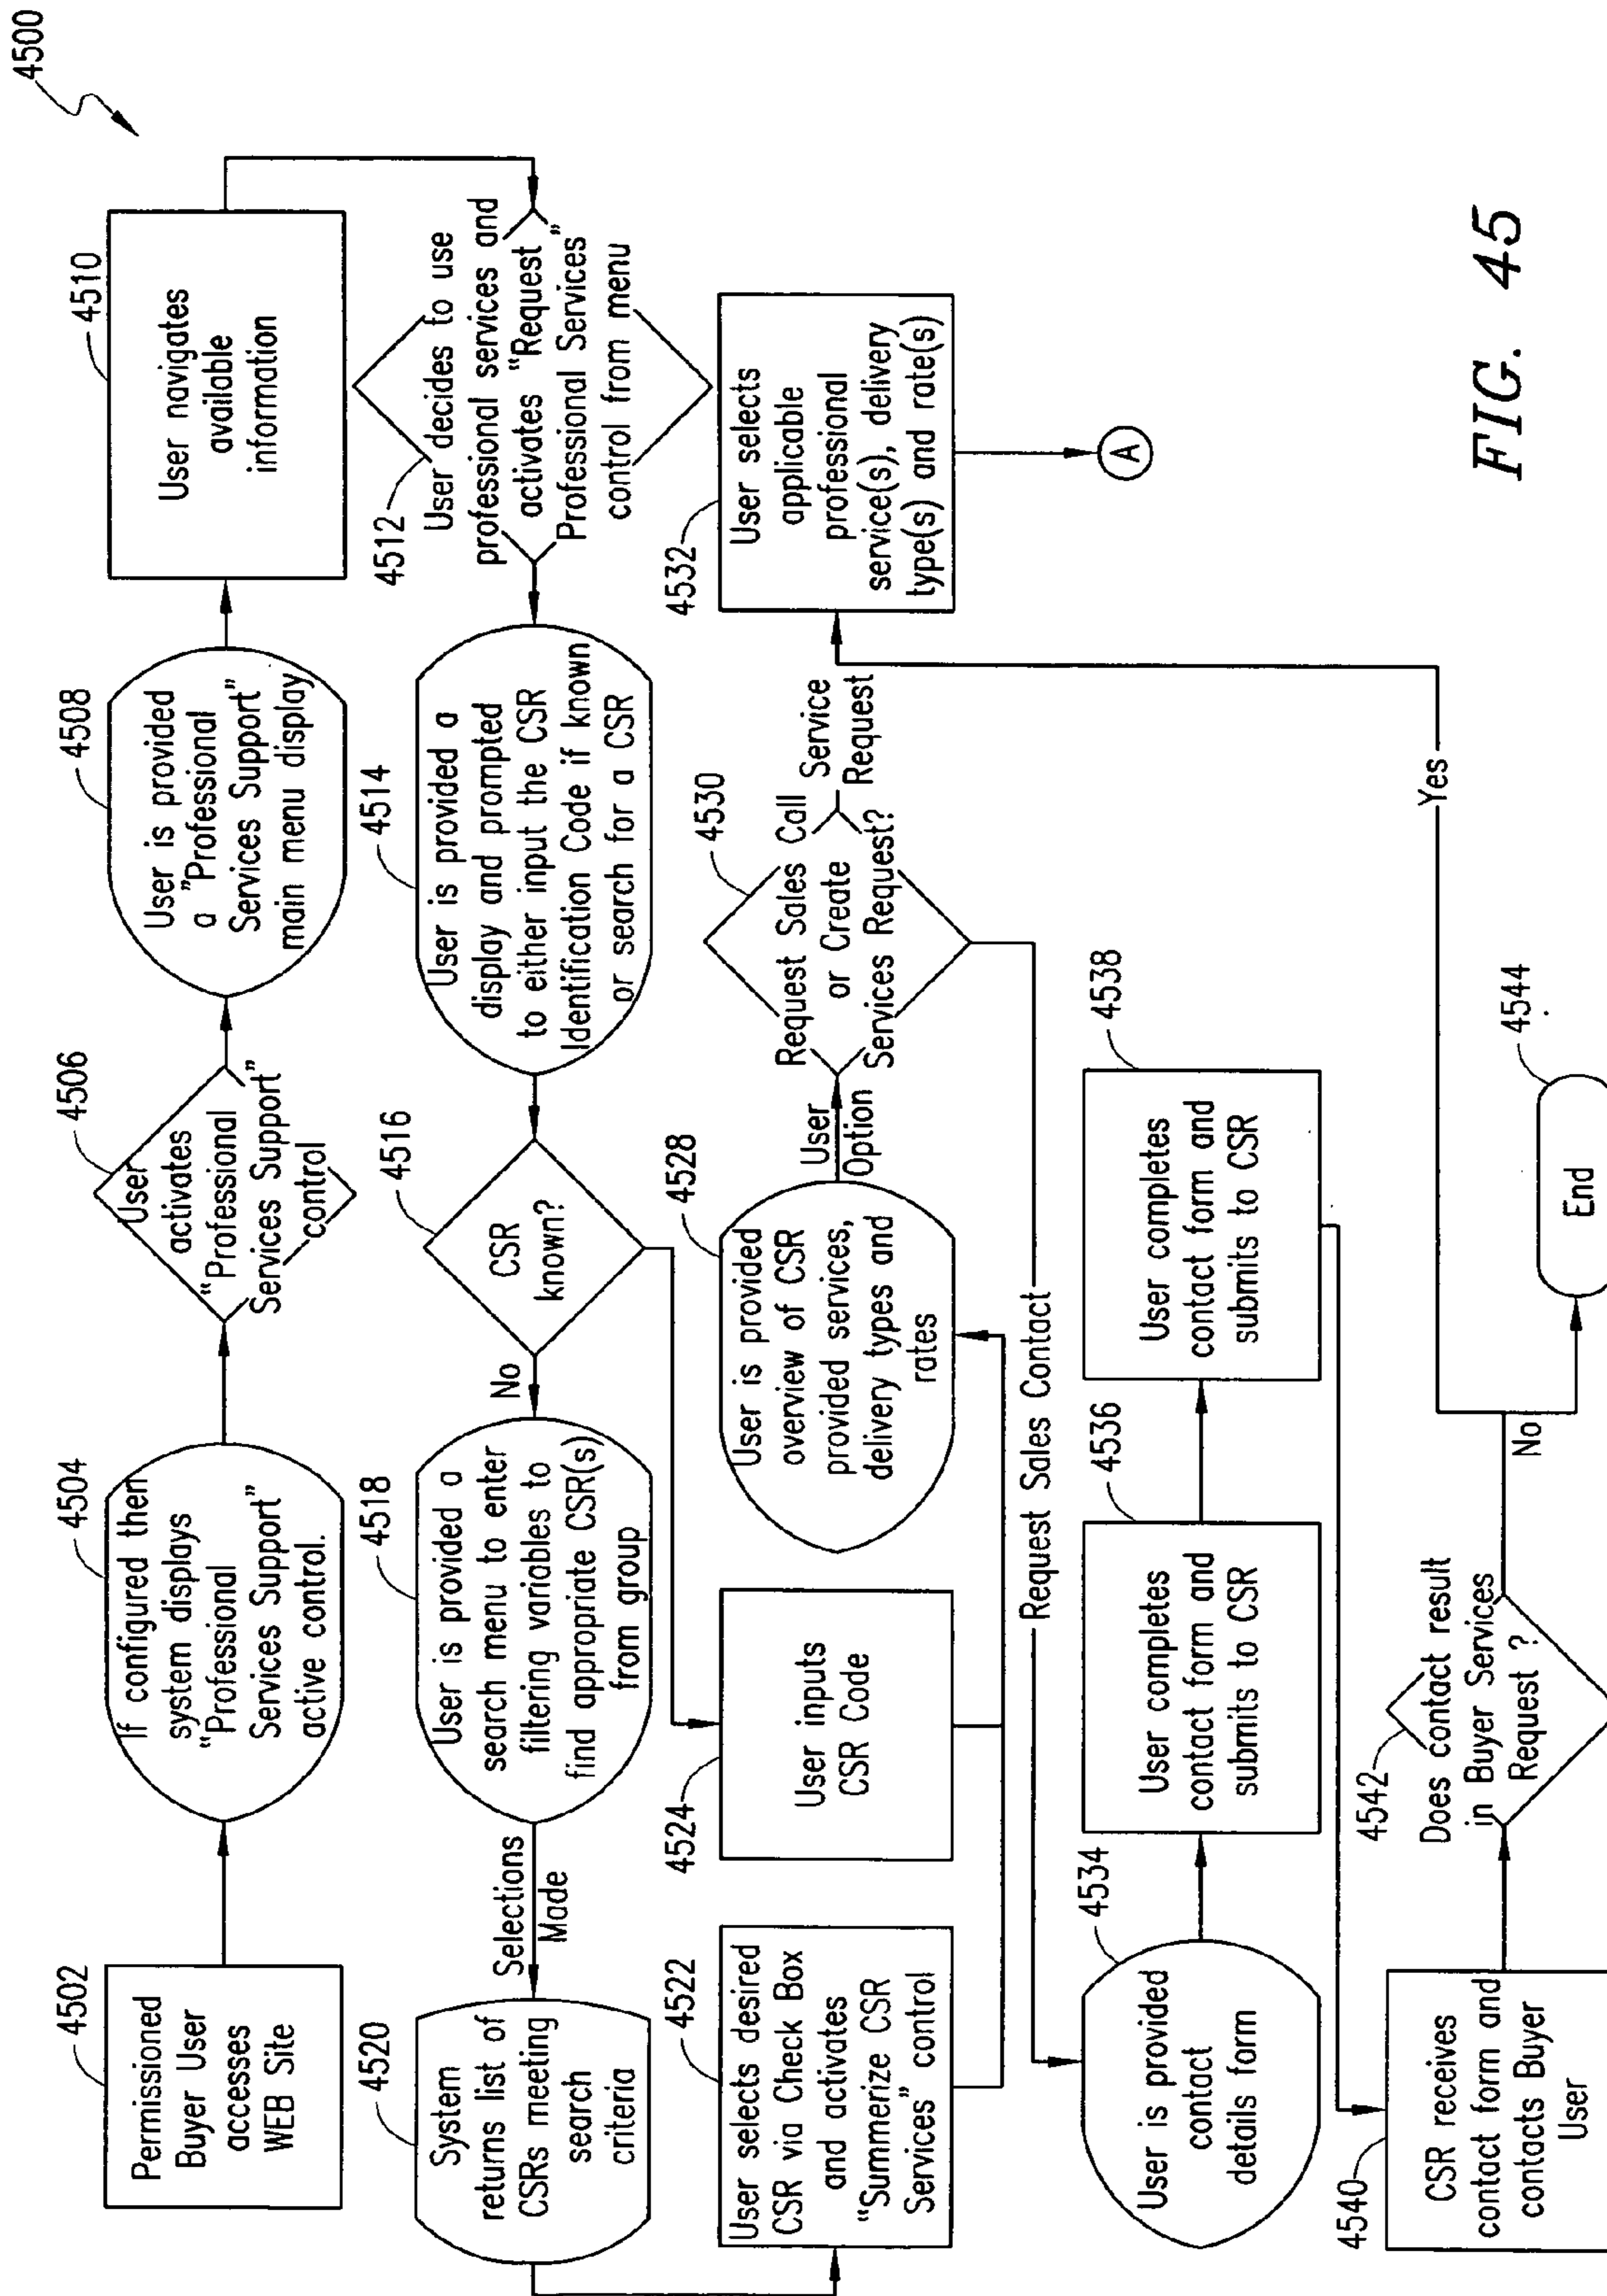 4500
4502
Permissioned
Buyer User
accesses
WEB Site
4504
If configured then
system displays
"Professional
Services Support"
active control.
4506
User
activates
"Professional
Services Support"
control
4508
User is provided
a "Professional
Services Support"
main menu display
4510
User navigates
available
information
4512
User decides to use
professional services and
activates "Request"
Professional Services
control from menu
4514
User is provided a
display and prompted
to either input the CSR
Identification Code if known
or search for a CSR
4516
CSR
known?
No
4518
User is provided a
search menu to enter
filtering variables to
find appropriate CSR(s)
from group
Selections
Made
4520
System
returns list of
CSRs meeting
search
criteria
4522
User selects desired
CSR via Check Box
and activates
"Summerize CSR
Services" control
4524
User inputs
CSR Code
4528
User is provided
overview of CSR
provided services,
delivery types and
rates
User
Option
4530
Request Sales Call
or Create
Services Request?
Service
Request
4532
User selects
applicable
professional
service(s), delivery
type(s) and rate(s)
A
Request Sales Contact
4534
User is provided
contact
details form
4536
User completes
contact form and
submits to CSR
4538
User completes
contact form and
submits to CSR
4540
CSR receives
contact form and
contacts Buyer
User
4542
Does contact result
in Buyer Services
Request ?
No
Yes
4544
End
FIG. 45